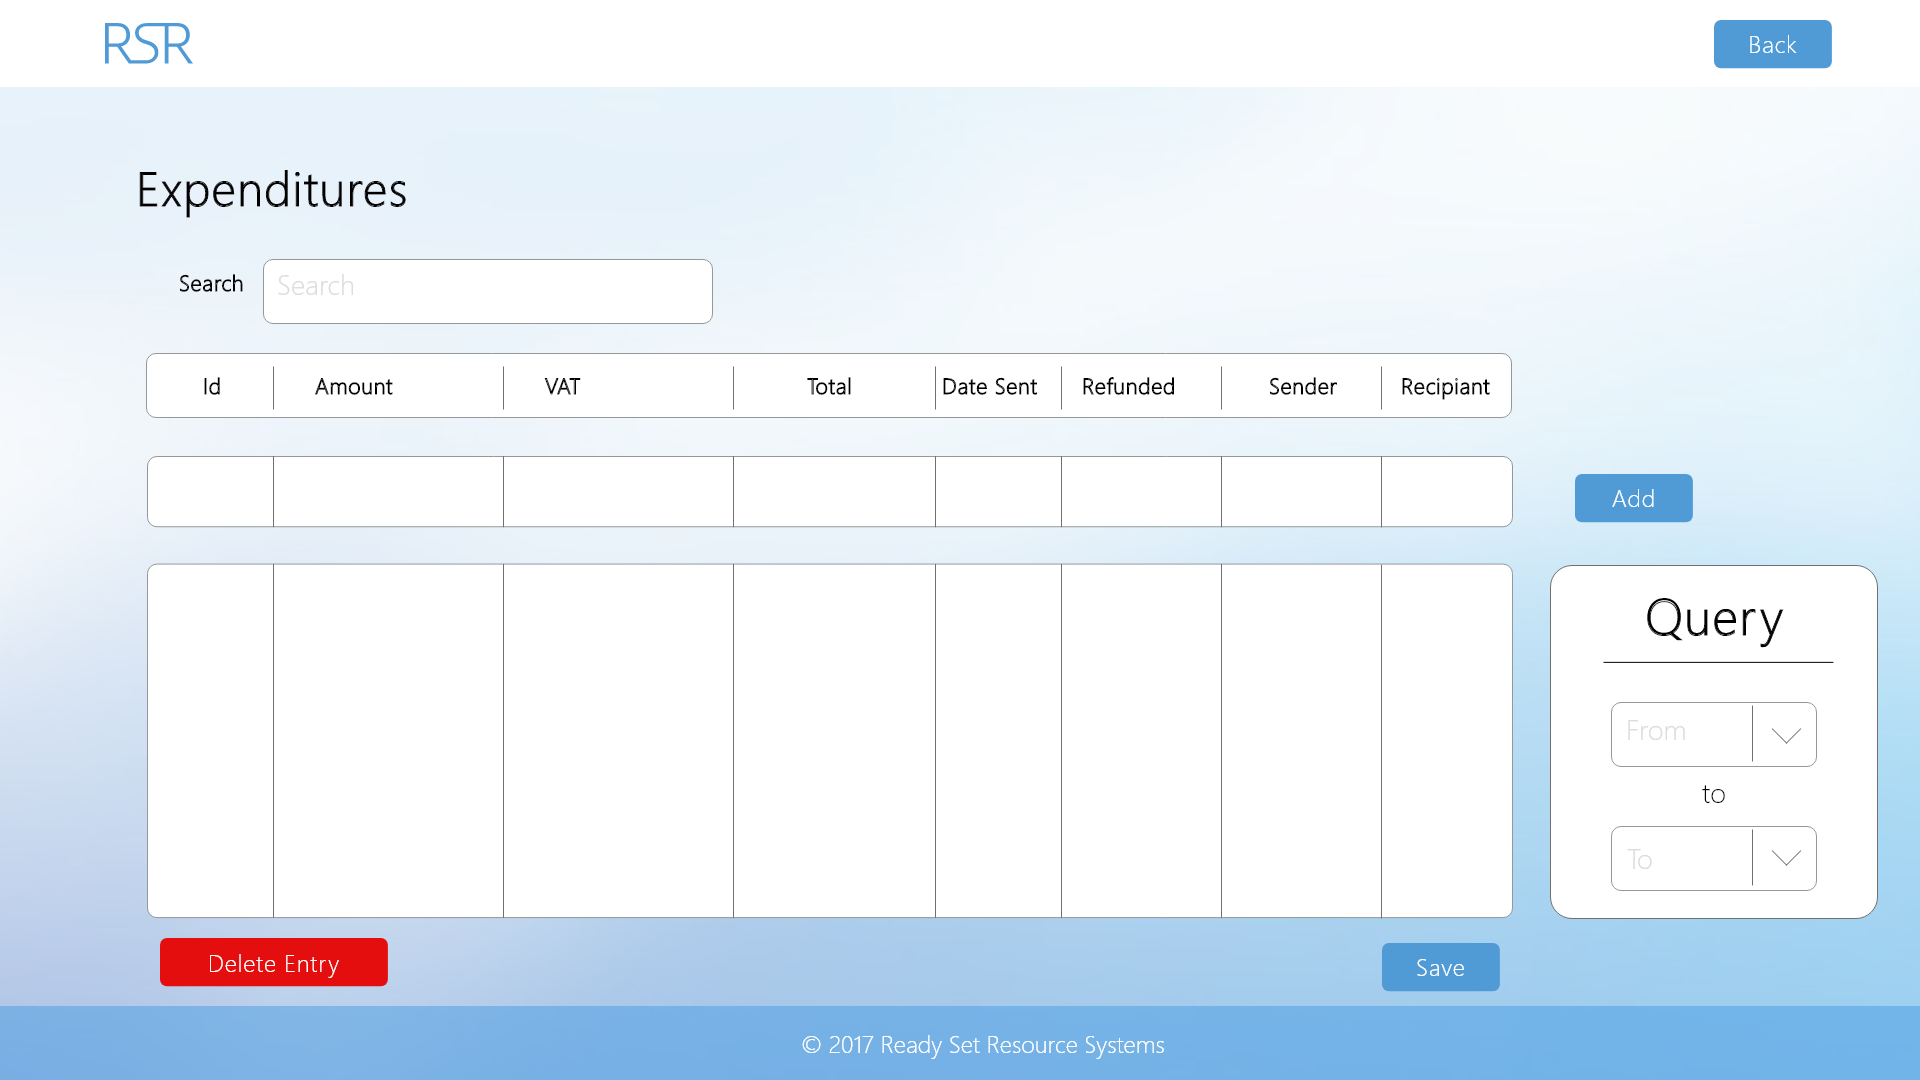 RSR
Back
Expenditures
Search
Search
Id Amount VAT Total Date Sent Refunded Sender Recipiant
Add
Query
From
to
To
Delete Entry
Save
© 2017 Ready Set Resource Systems